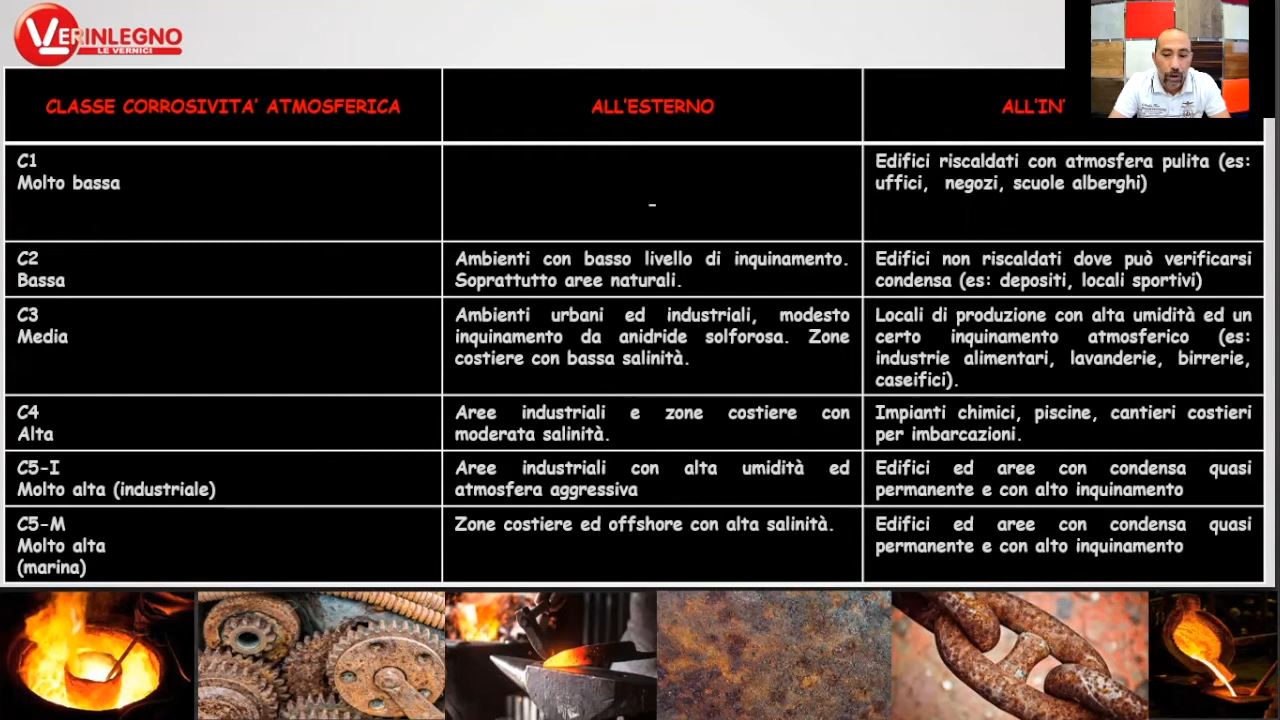 VERINLEGNO
LE VERNICI
CLASSE CORROSIVITA' ATMOSFERICA
ALL'ESTERNO
ALL'IN
C1
Molto bassa
-
Edifici riscaldati con atmosfera pulita (es:
uffici, negozi, scuole alberghi)
C2
Bassa
Ambienti con basso livello di inquinamento.
Soprattutto aree naturali.
Edifici non riscaldati dove può verificarsi
condensa (es: depositi, locali sportivi)
C3
Media
Ambienti urbani ed industriali, modesto
inquinamento da anidride solforosa. Zone
costiere con bassa salinità.
Locali di produzione con alta umidità ed un
certo inquinamento atmosferico (es:
industrie alimentari, lavanderie, birrerie,
caseifici).
C4
Alta
Aree industriali e zone costiere con
moderata salinità.
Impianti chimici, piscine, cantieri costieri
per imbarcazioni.
C5-I
Molto alta (industriale)
Aree industriali con alta umidità ed
atmosfera aggressiva
Edifici ed aree con condensa quasi
permanente e con alto inquinamento
C5-M
Molto alta
(marina)
Zone costiere ed offshore con alta salinità.
Edifici ed aree con condensa quasi
permanente e con alto inquinamento